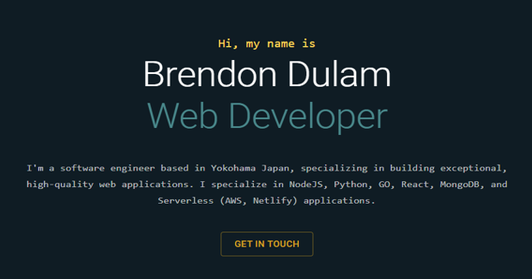 Hi, my name is
Brendon Dulam
Web Developer
I'm a software engineer based in Yokohama Japan, specializing in building exceptional,
high-quality web applications. I specialize in NodeJS, Python, GO, React, MongoDB, and
Serverless (AWS, Netlify) applications.
GET IN TOUCH